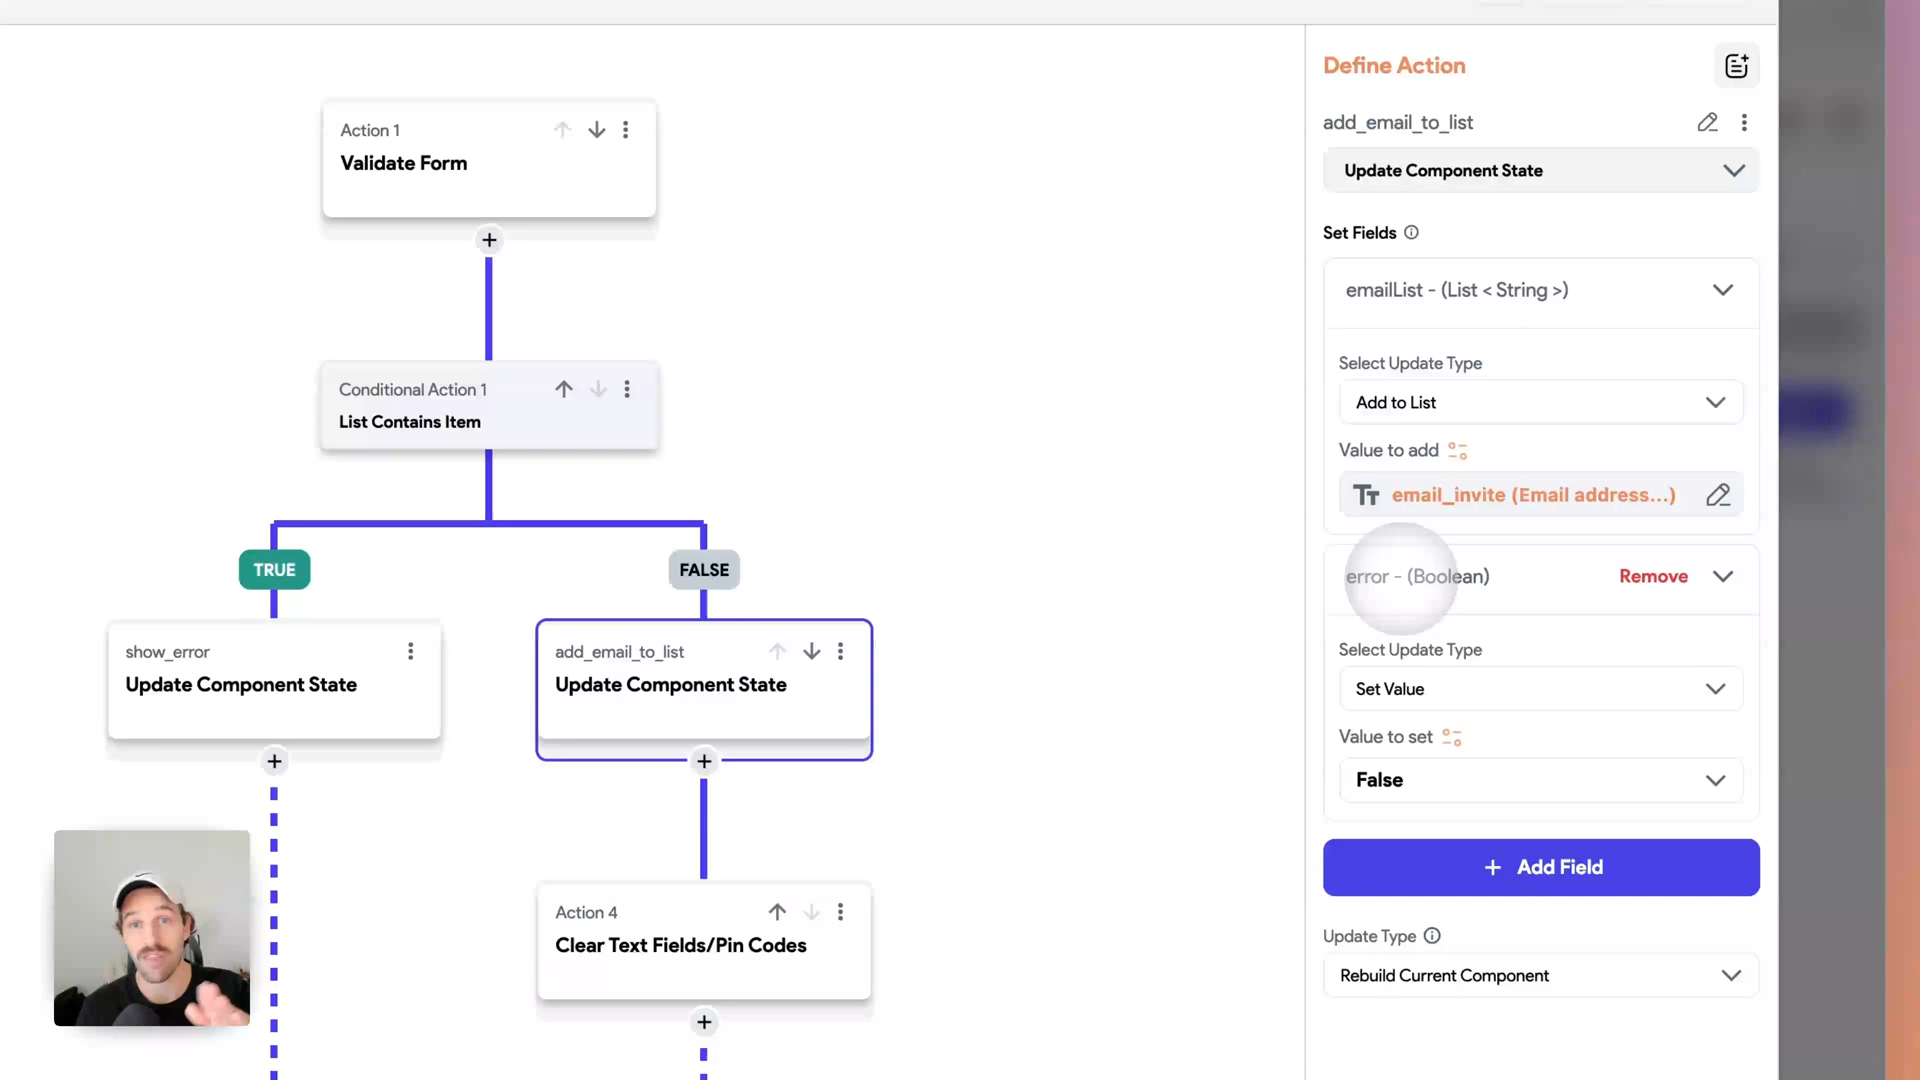 Action 1
Validate Form
Conditional Action 1
List Contains Item
TRUE
FALSE
show_error
Update Component State
add_email_to_list
Update Component State
Action 4
Clear Text Fields/Pin Codes
Define Action
add_email_to_list
Update Component State
Set Fields
emailList - (List < String >)
Select Update Type
Add to List
Value to add
Tт email_invite (Email address...)
error - (Boolean)
Remove
Select Update Type
Set Value
Value to set
False
+ Add Field
Update Type
Rebuild Current Component